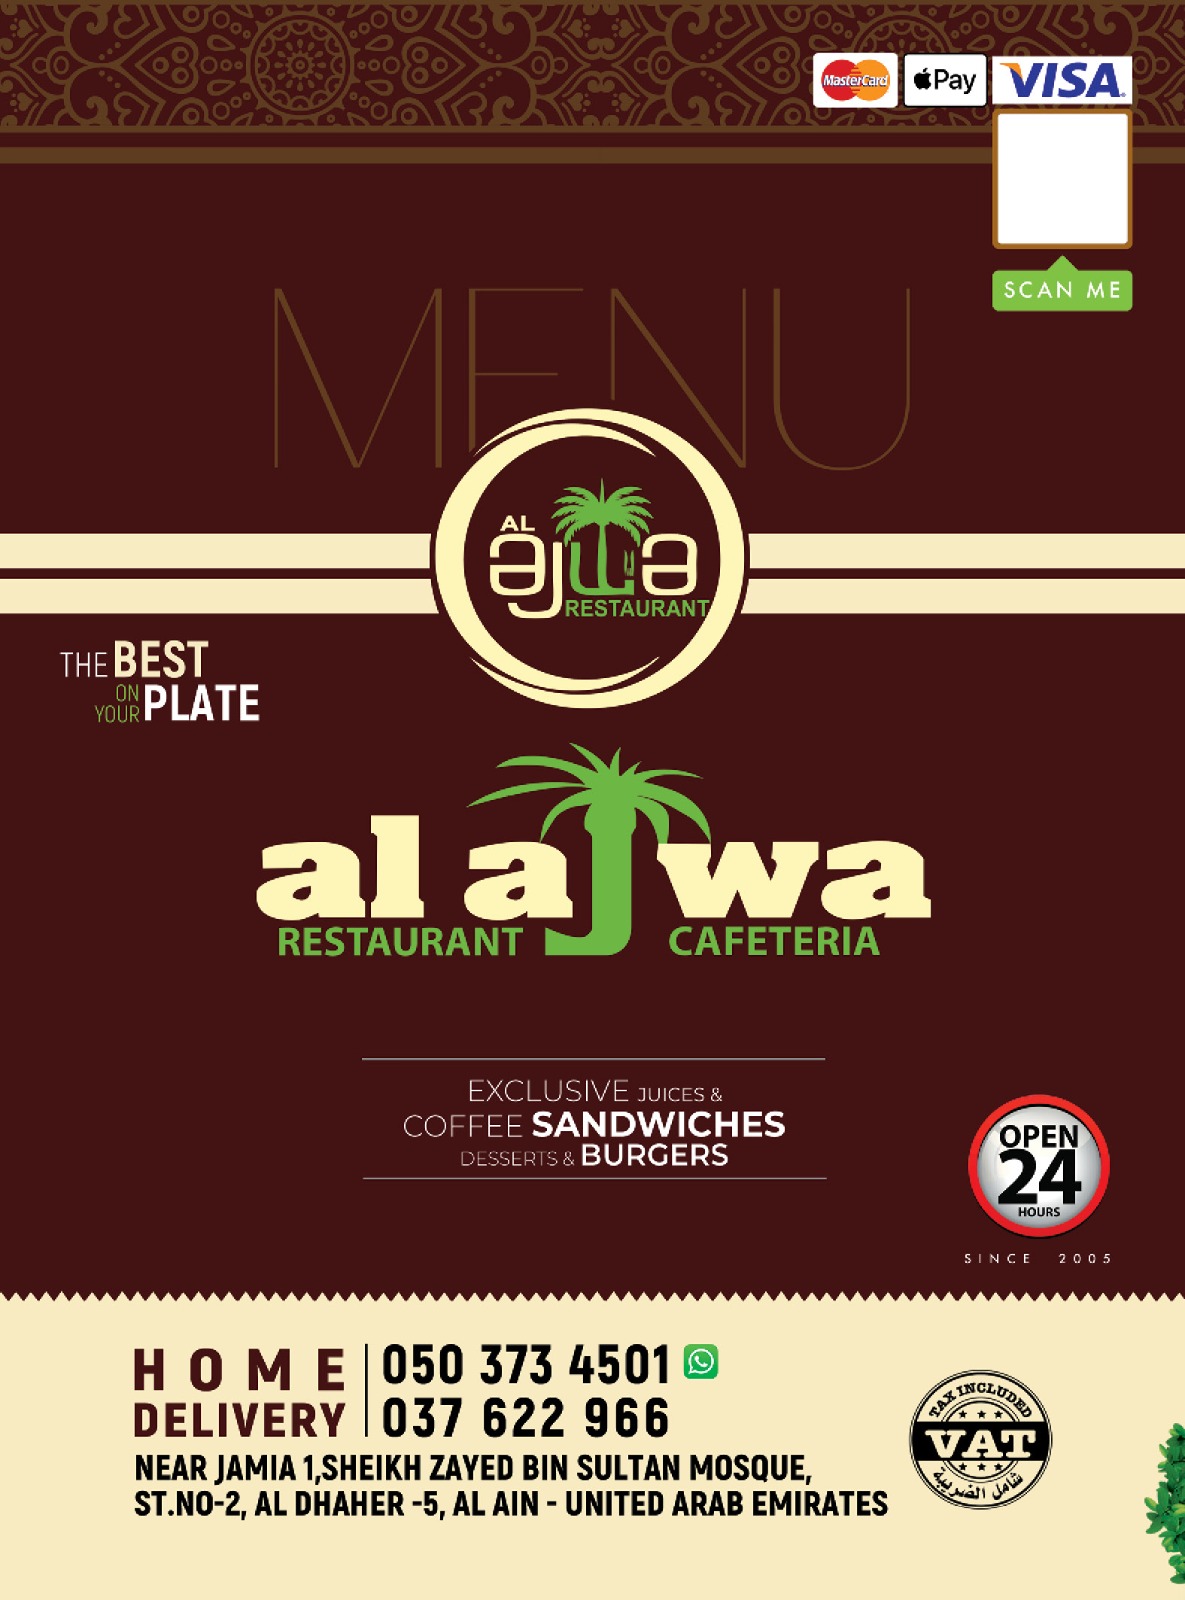 MasterCard Pay VISA
SCAN ME
MENU
AL
ajwa
RESTAURANT
THE BEST
ON YOUR PLATE
al ajwa
RESTAURANT CAFETERIA
EXCLUSIVE JUICES &
COFFEE SANDWICHES
DESSERTS & BURGERS
OPEN
24
HOURS
SINCE 2005
HOME DELIVERY
050 373 4501
037 622 966
NEAR JAMIA 1,SHEIKH ZAYED BIN SULTAN MOSQUE,
ST.NO-2, AL DHAHER -5, AL AIN - UNITED ARAB EMIRATES
TAX INCLUDED
VAT
شامل الضريبة